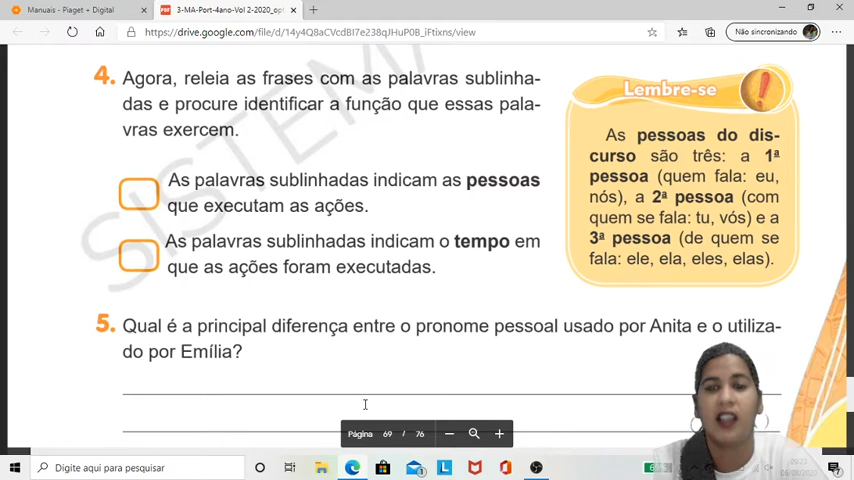 Manuais - Piaget + Digital
3-MA-Port-4ano-Vol 2-2020_opt
https://drive.google.com/file/d/14y4Q8aCVcdBI7e238qJHuP0B_iFtixns/view
Não sincronizando
4. Agora, releia as frases com as palavras sublinha-
das e procure identificar a função que essas pala-
vras exercem.
As palavras sublinhadas indicam as pessoas
que executam as ações.
As palavras sublinhadas indicam o tempo em
que as ações foram executadas.
Lembre-se
As pessoas do dis-
curso são três: a 1ª
pessoa (quem fala: eu,
nós), a 2ª pessoa (com
quem se fala: tu, vós) e a
3ª pessoa (de quem se
fala: ele, ela, eles, elas).
SISTEMA
5. Qual é a principal diferença entre o pronome pessoal usado por Anita e o utiliza-
do por Emília?
Página 69 / 76
Digite aqui para pesquisar
09:23